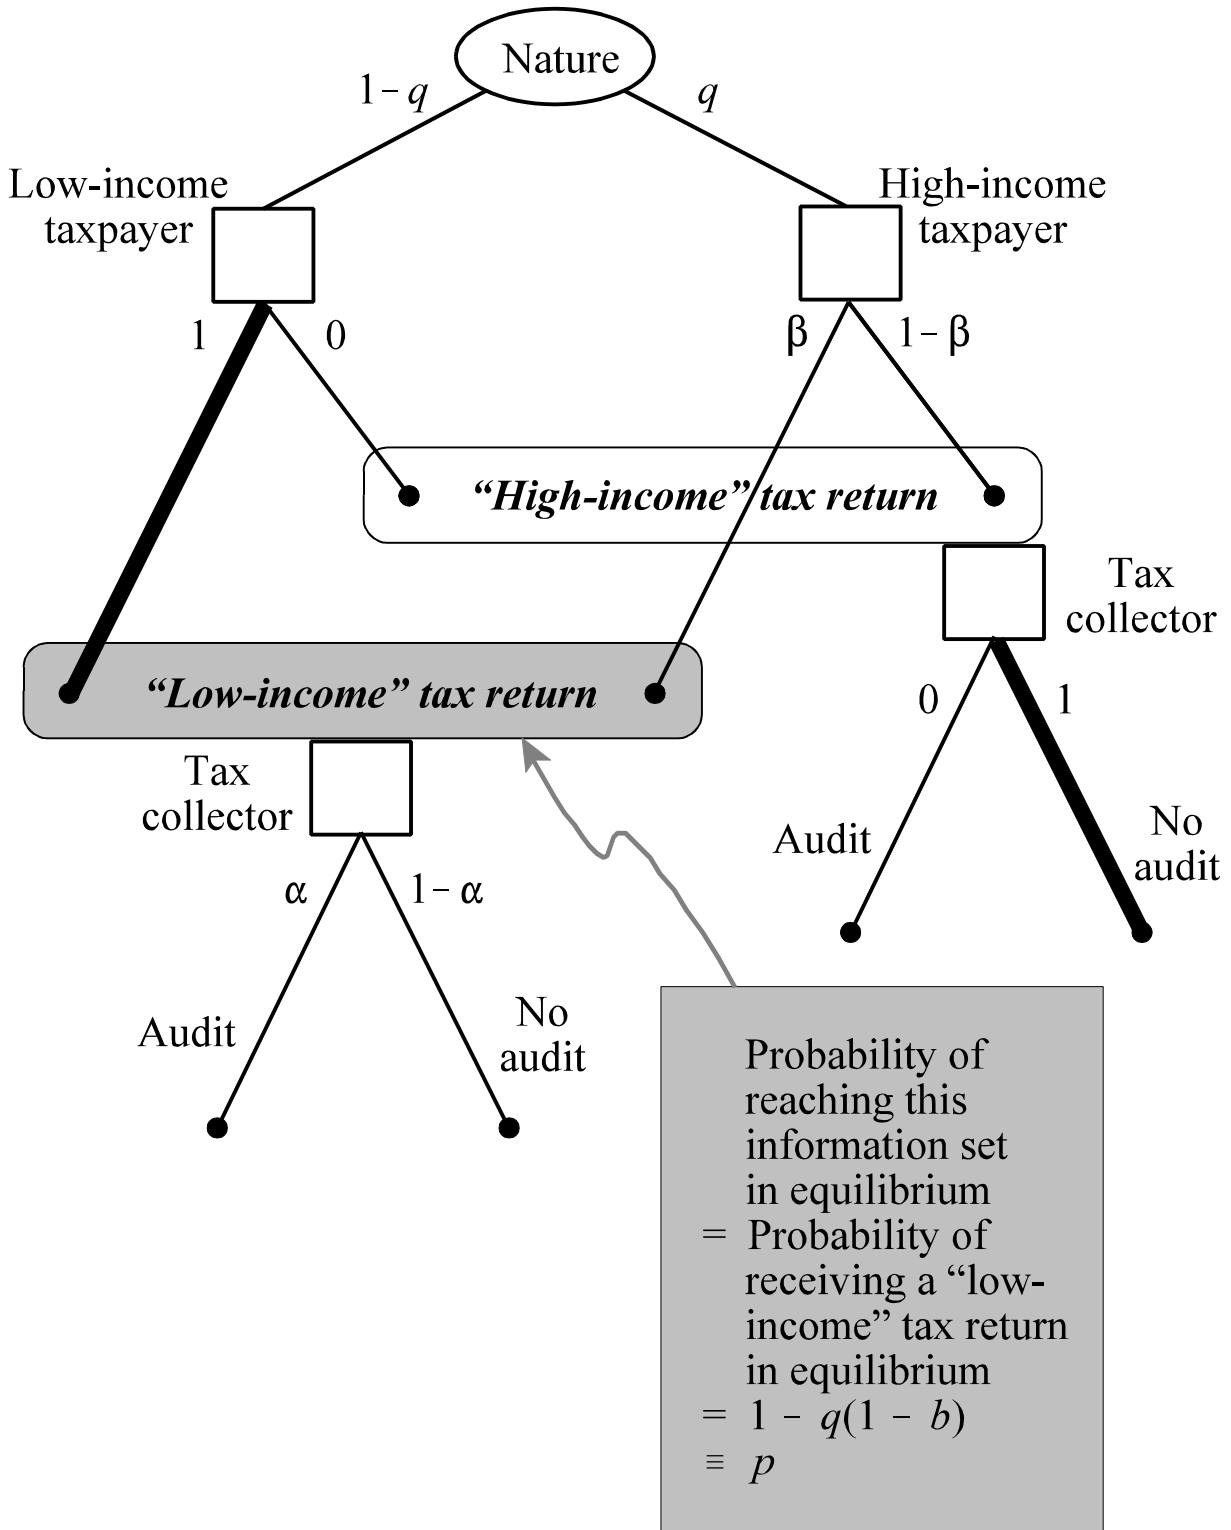 Nature
1 – q
q
Low-income
taxpayer
High-income
taxpayer
1
0
β
1 – β
“High-income” tax return
Tax
collector
“Low-income” tax return
0
1
Tax
collector
Audit
No
audit
α
1 – α
Audit
No
audit
Probability of
reaching this
information set
in equilibrium
= Probability of
receiving a “low-
income” tax return
in equilibrium
= 1 – q(1 – b)
≡ p